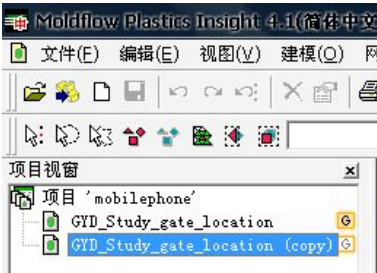 Moldflow Plastics Insight 4.1(简体中文
文件(F) 编辑(E) 视图(V) 建模(O) 网
项目视窗
项目 'mobilephone'
GYD_Study_gate_location G
GYD_Study_gate_location (copy) G